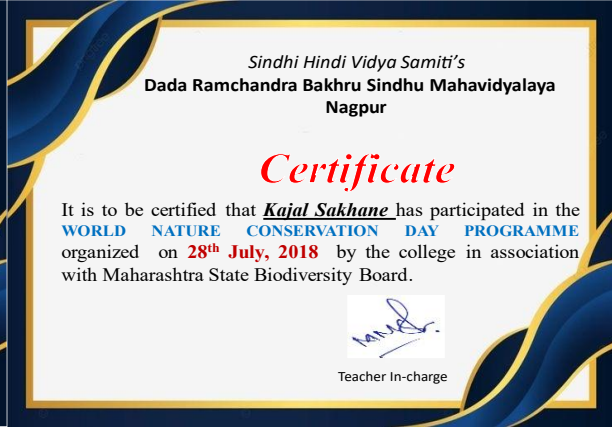 Sindhi Hindi Vidya Samiti's
Dada Ramchandra Bakhru Sindhu Mahavidyalaya
Nagpur
Certificate
It is to be certified that Kajal Sakhane has participated in the
WORLD NATURE CONSERVATION DAY PROGRAMME
organized on 28th July, 2018 by the college in association
with Maharashtra State Biodiversity Board.
Teacher In-charge